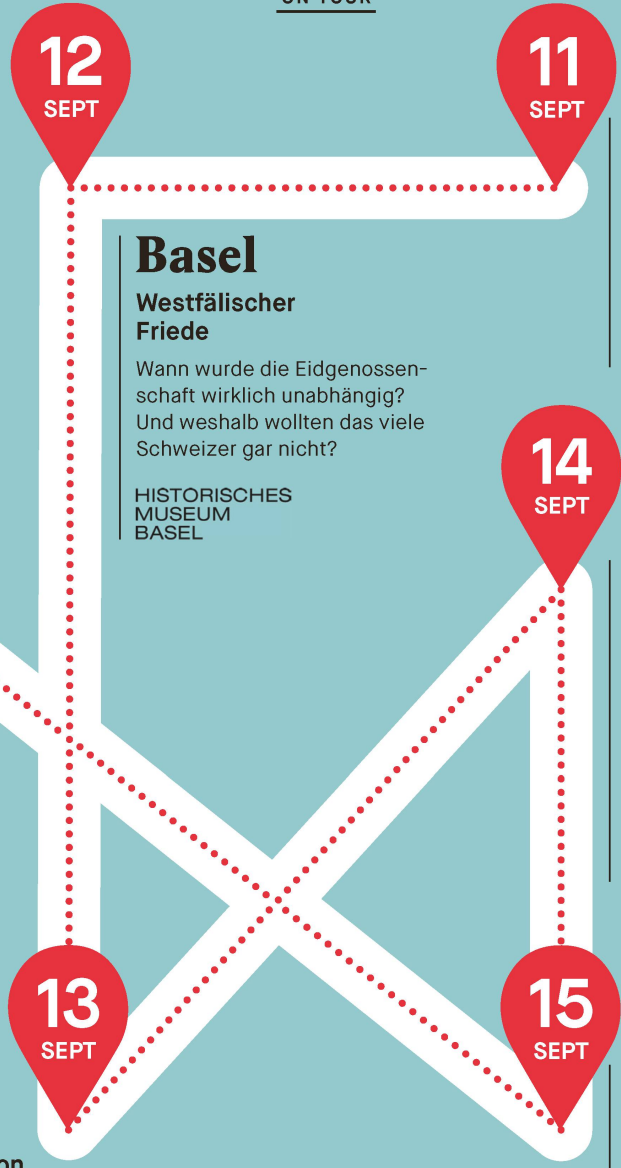 12
SEPT
11
SEPT
Basel
Westfälischer
Friede
Wann wurde die Eidgenossen-
schaft wirklich unabhängig?
Und weshalb wollten das viele
Schweizer gar nicht?
HISTORISCHES
MUSEUM
BASEL
14
SEPT
13
SEPT
15
SEPT